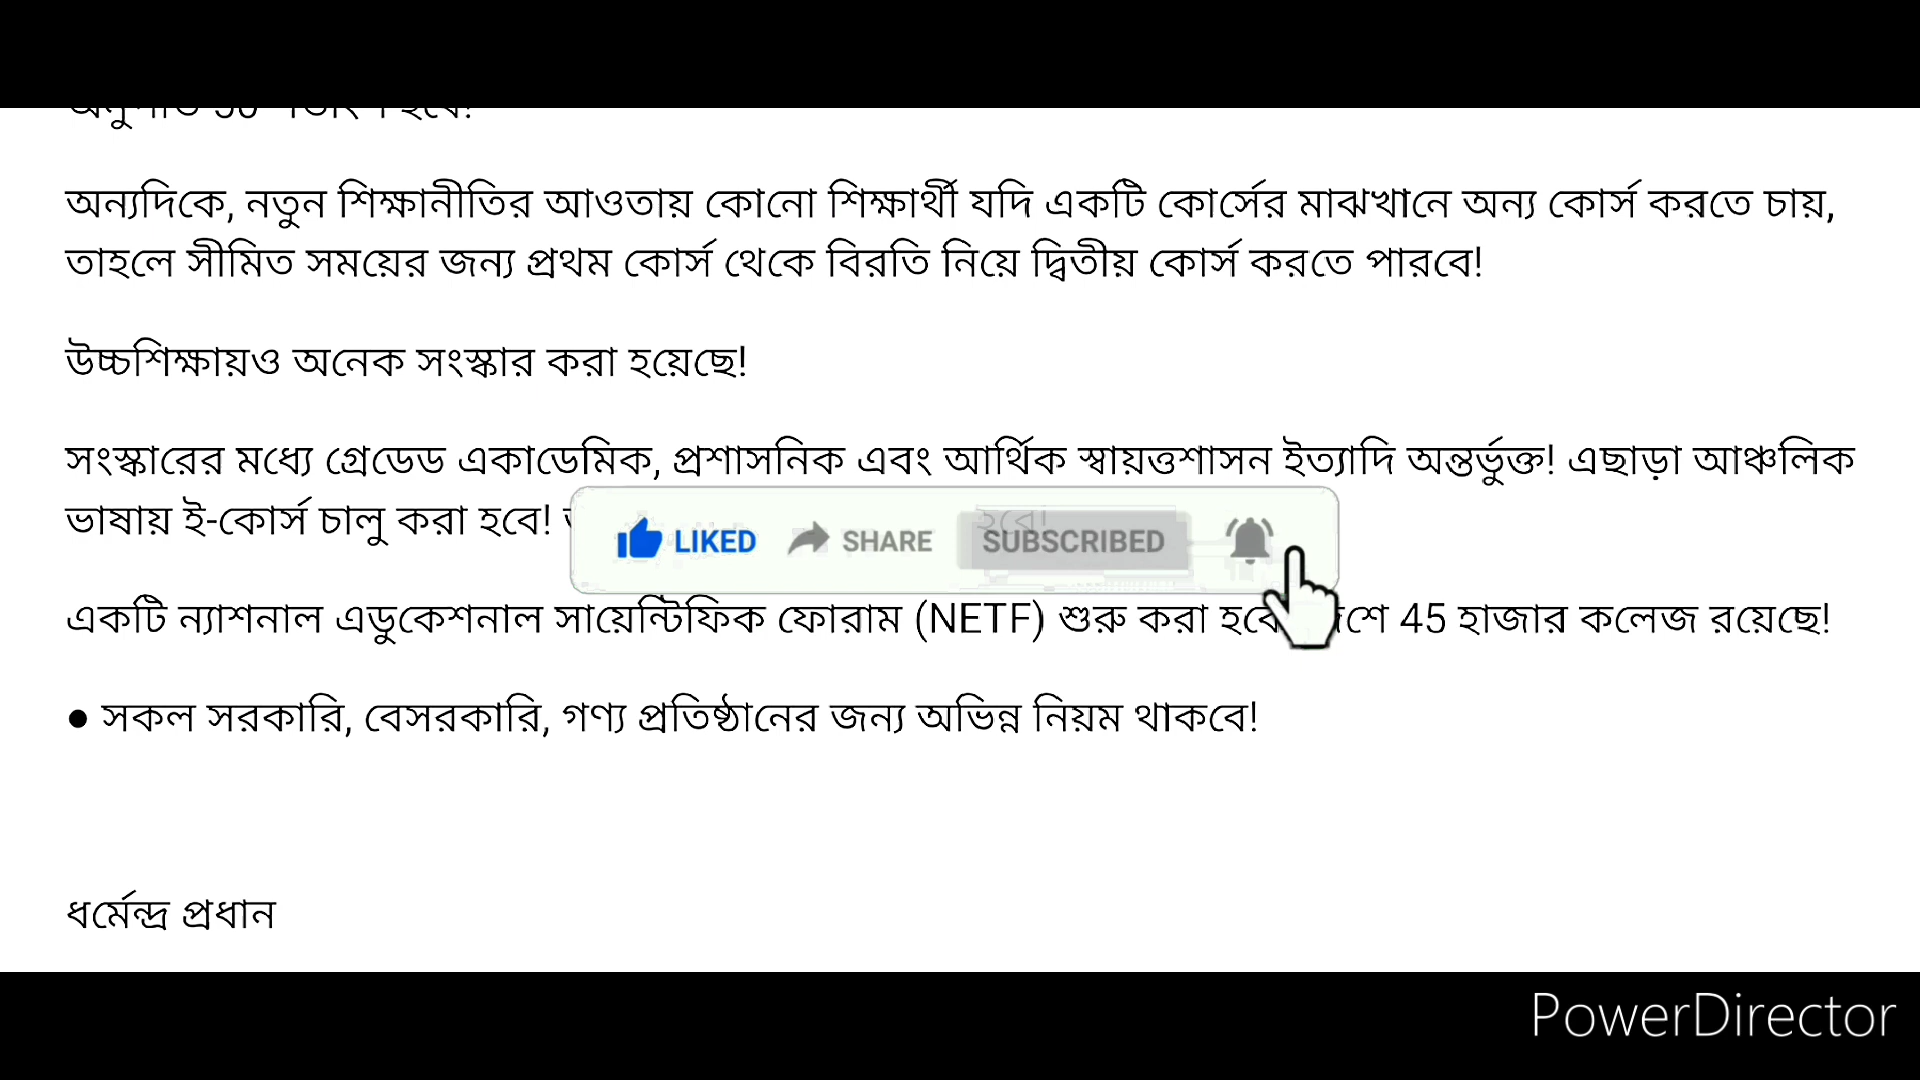 অন্যদিকে, নতুন শিক্ষানীতির আওতায় কোনো শিক্ষার্থী যদি একটি কোর্সের মাঝখানে অন্য কোর্স করতে চায়,
তাহলে সীমিত সময়ের জন্য প্রথম কোর্স থেকে বিরতি নিয়ে দ্বিতীয় কোর্স করতে পারবে!
উচ্চশিক্ষায়ও অনেক সংস্কার করা হয়েছে!
সংস্কারের মধ্যে গ্রেডেড একাডেমিক, প্রশাসনিক এবং আর্থিক স্বায়ত্তশাসন ইত্যাদি অন্তর্ভুক্ত! এছাড়া আঞ্চলিক
ভাষায় ই-কোর্স চালু করা হবে!
LIKED SHARE SUBSCRIBED
একটি ন্যাশনাল এডুকেশনাল সায়েন্টিফিক ফোরাম (NETF) শুরু করা 45 হাজার কলেজ রয়েছে!
● সকল সরকারি, বেসরকারি, গণ্য প্রতিষ্ঠানের জন্য অভিন্ন নিয়ম থাকবে!
ধর্মেন্দ্র প্রধান
PowerDirector